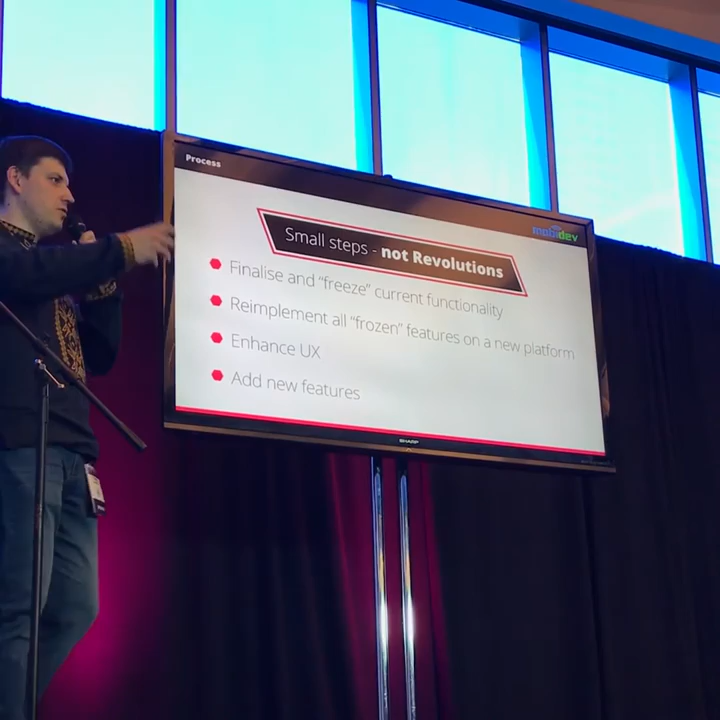 Process
mobidev
Small steps - not Revolutions
Finalise and “freeze” current functionality
Reimplement all “frozen” features on a new platform
Enhance UX
Add new features
SHARP